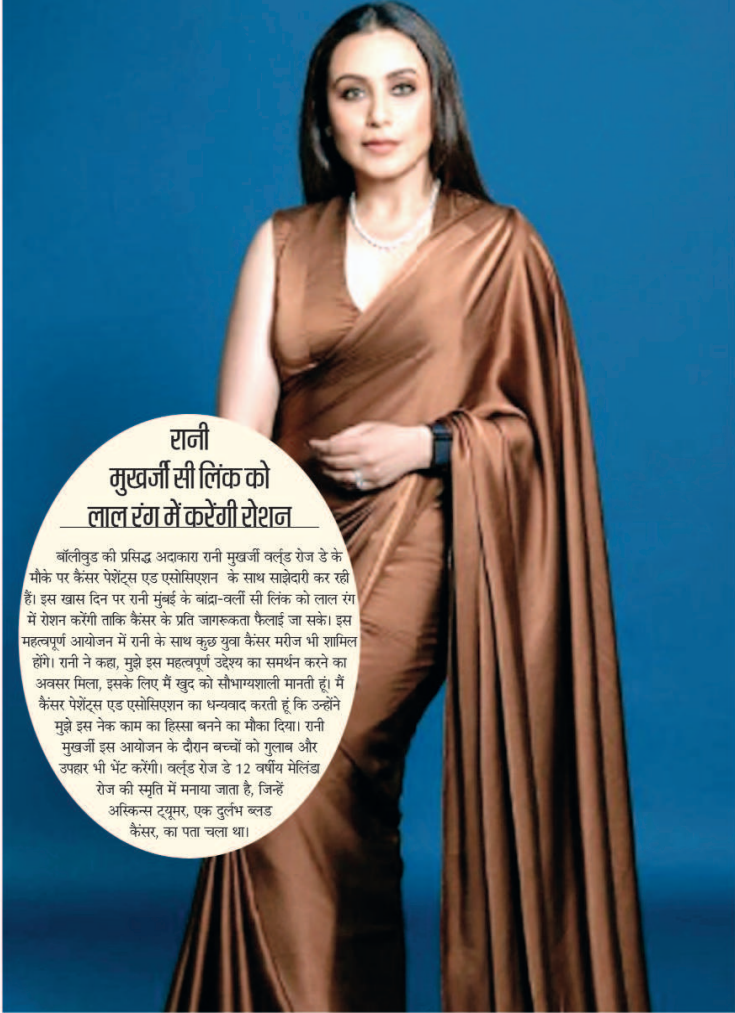 रानी
मुखर्जी सी लिंक को
लाल रंग में करेंगी रोशन
बॉलीवुड की प्रसिद्ध अदाकारा रानी मुखर्जी वर्ल्ड रोज डे के
मौके पर कैंसर पेशेंट्स एड एसोसिएशन के साथ साझेदारी कर रही
हैं। इस खास दिन पर रानी मुंबई के बांद्रा-वर्ली सी लिंक को लाल रंग
में रोशन करेंगी ताकि कैंसर के प्रति जागरूकता फैलाई जा सके। इस
महत्वपूर्ण आयोजन में रानी के साथ कुछ युवा कैंसर मरीज भी शामिल
होंगे। रानी ने कहा, मुझे इस महत्वपूर्ण उद्देश्य का समर्थन करने का
अवसर मिला, इसके लिए मैं खुद को सौभाग्यशाली मानती हूं। मैं
कैंसर पेशेंट्स एड एसोसिएशन का धन्यवाद करती हूं कि उन्होंने
मुझे इस नेक काम का हिस्सा बनने का मौका दिया। रानी
मुखर्जी इस आयोजन के दौरान बच्चों को गुलाब और
उपहार भी भेंट करेंगी। वर्ल्ड रोज डे 12 वर्षीय मेलिंडा
रोज की स्मृति में मनाया जाता है, जिन्हें
अस्किन्स ट्यूमर, एक दुर्लभ ब्लड
कैंसर, का पता चला था।